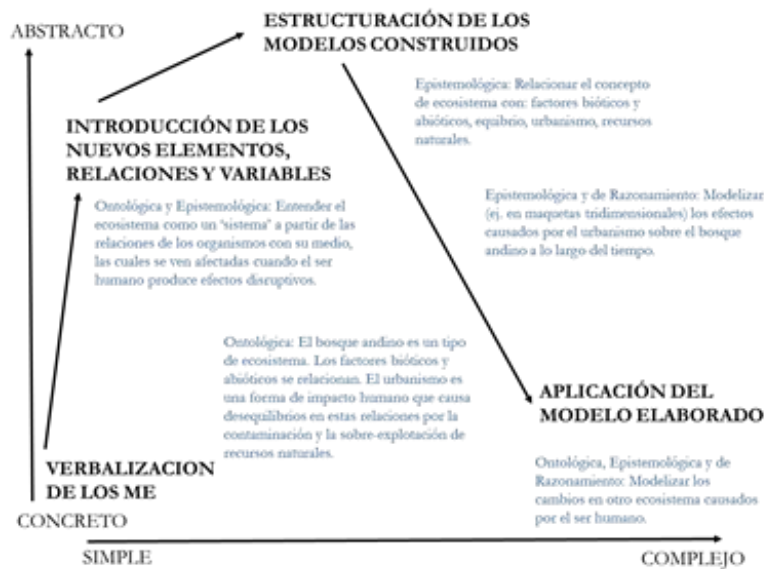 ABSTRACTO
ESTRUCTURACIÓN DE LOS
MODELOS CONSTRUIDOS
Epistemológica: Relacionar el concepto
de ecosistema con: factores bióticos y
abióticos, equibrio, urbanismo, recursos
naturales.
INTRODUCCIÓN DE LOS
NUEVOS ELEMENTOS,
RELACIONES Y VARIABLES
Ontológica y Epistemológica: Entender el
ecosistema como un "sistema" a partir de las
relaciones de los organismos con su medio,
las cuales se ven afectadas cuando el ser
humano produce efectos disruptivos.
Epistemológica y de Razonamiento: Modelizar
(ej. en maquetas tridimensionales) los efectos
causados por el urbanismo sobre el bosque
andino a lo largo del tiempo.
Ontológica: El bosque andino es un tipo
de ecosistema. Los factores bióticos y
abióticos se relacionan. El urbanismo es
una forma de impacto humano que causa
desequilibrios en estas relaciones por la
contaminación y la sobre-explotación de
recursos naturales.
APLICACIÓN DEL
MODELO ELABORADO
Ontológica, Epistemológica y de
Razonamiento: Modelizar los
cambios en otro ecosistema causados
por el ser humano.
VERBALIZACION
DE LOS ME
CONCRETO
SIMPLE
COMPLEJO